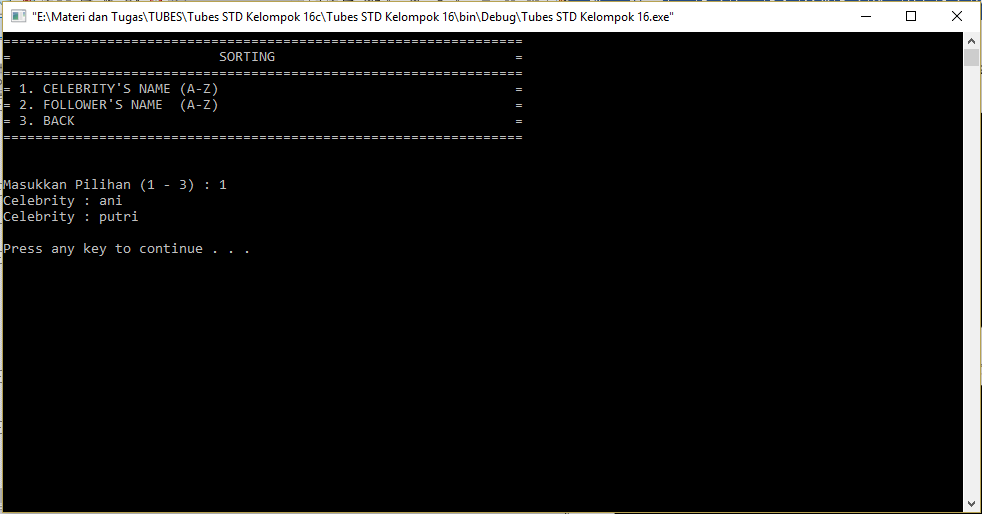 "E:\Materi dan Tugas\TUBES\Tubes STD Kelompok 16c\Tubes STD Kelompok 16\bin\Debug\Tubes STD Kelompok 16.exe"
=================================================================
= SORTING =
=================================================================
= 1. CELEBRITY'S NAME (A-Z) =
= 2. FOLLOWER'S NAME (A-Z) =
= 3. BACK =
=================================================================
Masukkan Pilihan (1 - 3) : 1
Celebrity : ani
Celebrity : putri
Press any key to continue . . .